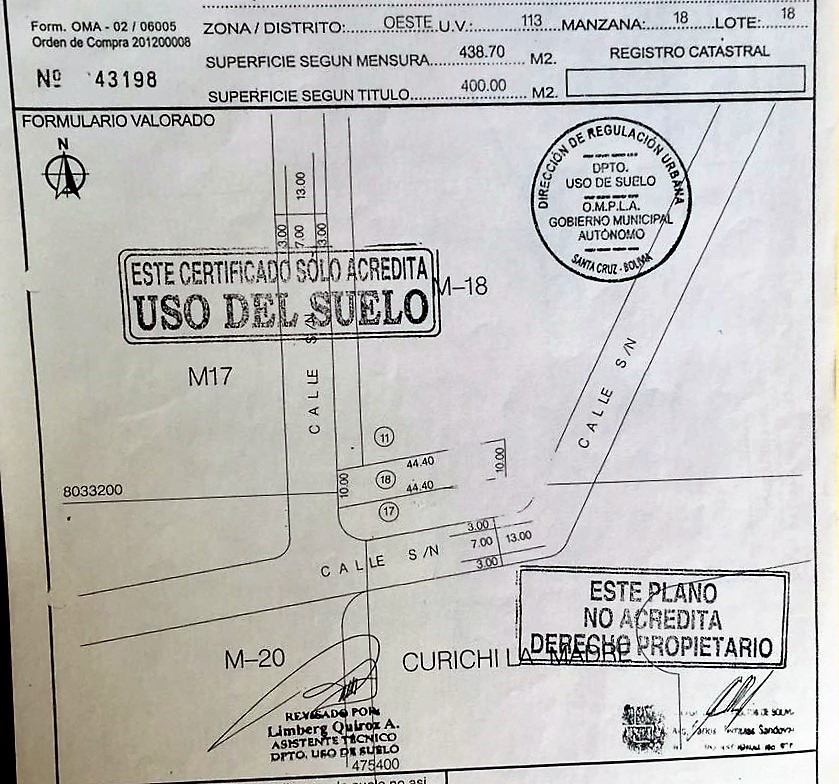 Form. OMA - 02 / 06005
Orden de Compra 201200008
Nº 43198
ZONA / DISTRITO: OESTE U.V.: 113 MANZANA: 18 LOTE: 18
SUPERFICIE SEGUN MENSURA 438.70 M2.
REGISTRO CATASTRAL
SUPERFICIE SEGUN TITULO 400.00 M2.
FORMULARIO VALORADO
N
DIRECCIÓN DE REGULACIÓN URBANA
DPTO.
USO DE SUELO
O.M.P.L.A.
GOBIERNO MUNICIPAL
AUTÓNOMO
SANTA CRUZ - BOLIVIA
13.00
3.00
7.00
3.00
ESTE CERTIFICADO SOLO ACREDITA
USO DEL SUELO
M-18
M17
CALLE S/N
CALLE S/N
11
44.40
10.00
10.00
18
44.40
17
8033200
3.00
7.00
13.00
3.00
CALLE S/N
ESTE PLANO
NO ACREDITA
DERECHO PROPIETARIO
M-20
CURICHI LA MADRE
REVISADO POR:
Limberg Quiroz A.
ASISTENTE TECNICO
DPTO. USO DE SUELO
475400